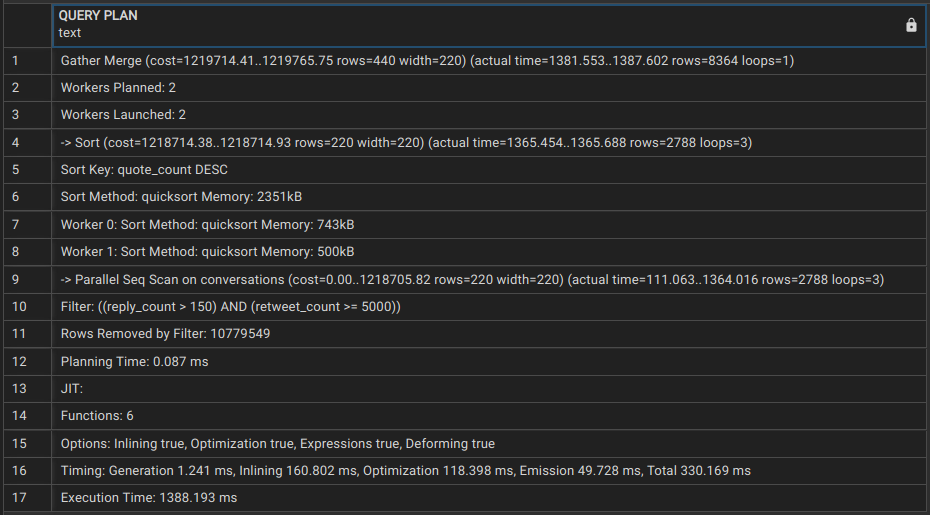 QUERY PLAN
text
1 Gather Merge (cost=1219714.41..1219765.75 rows=440 width=220) (actual time=1381.553..1387.602 rows=8364 loops=1)
2 Workers Planned: 2
3 Workers Launched: 2
4 -> Sort (cost=1218714.38..1218714.93 rows=220 width=220) (actual time=1365.454..1365.688 rows=2788 loops=3)
5 Sort Key: quote_count DESC
6 Sort Method: quicksort Memory: 2351kB
7 Worker 0: Sort Method: quicksort Memory: 743kB
8 Worker 1: Sort Method: quicksort Memory: 500kB
9 -> Parallel Seq Scan on conversations (cost=0.00..1218705.82 rows=220 width=220) (actual time=111.063..1364.016 rows=2788 loops=3)
10 Filter: ((reply_count > 150) AND (retweet_count >= 5000))
11 Rows Removed by Filter: 10779549
12 Planning Time: 0.087 ms
13 JIT:
14 Functions: 6
15 Options: Inlining true, Optimization true, Expressions true, Deforming true
16 Timing: Generation 1.241 ms, Inlining 160.802 ms, Optimization 118.398 ms, Emission 49.728 ms, Total 330.169 ms
17 Execution Time: 1388.193 ms